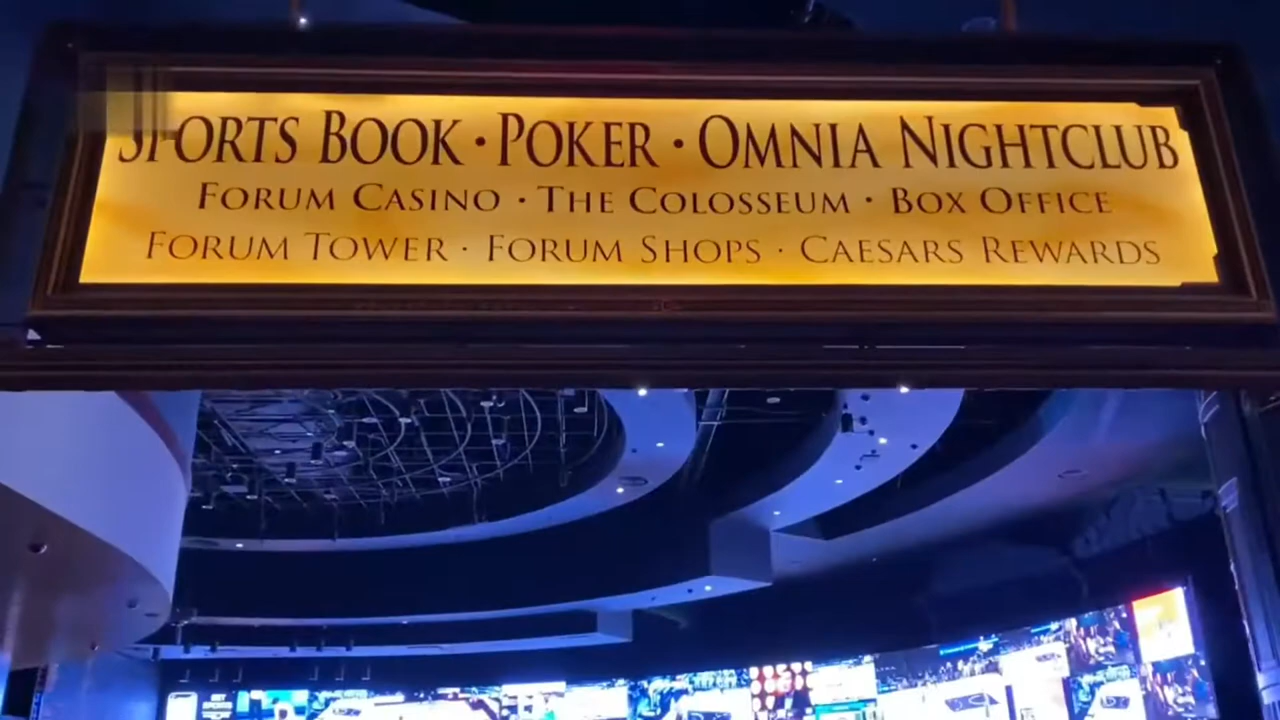 SPORTS BOOK · POKER · OMNIA NIGHTCLUB
FORUM CASINO · THE COLOSSEUM · BOX OFFICE
FORUM TOWER · FORUM SHOPS · CAESARS REWARDS